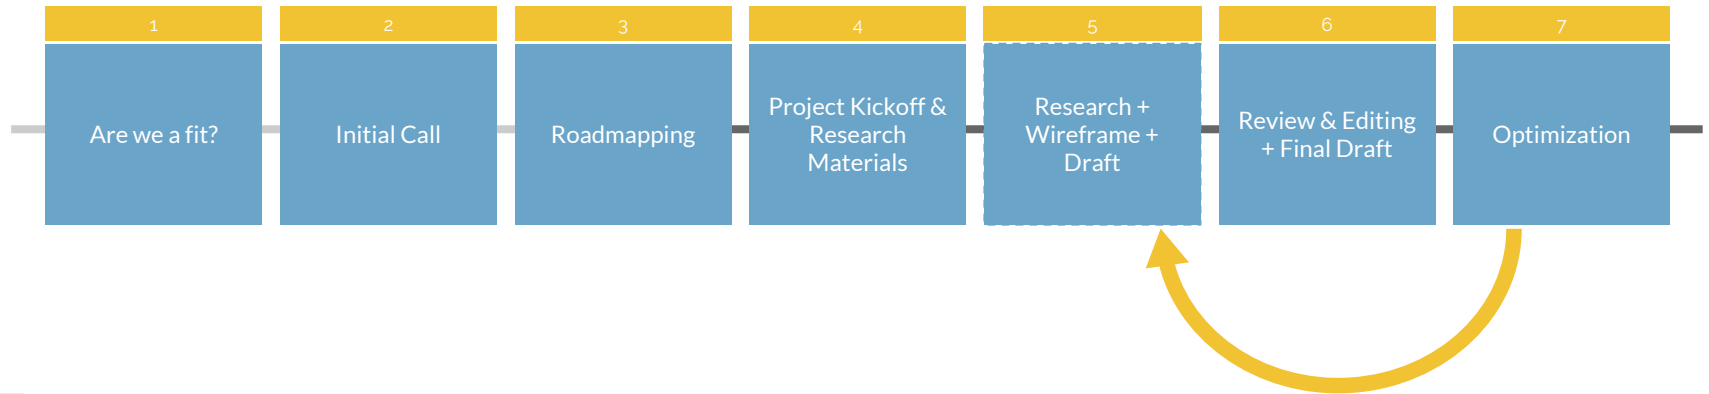 1
2
3
4
5
6
7
Are we a fit?
Initial Call
Roadmapping
Project Kickoff &
Research
Materials
Research +
Wireframe +
Draft
Review & Editing
+ Final Draft
Optimization